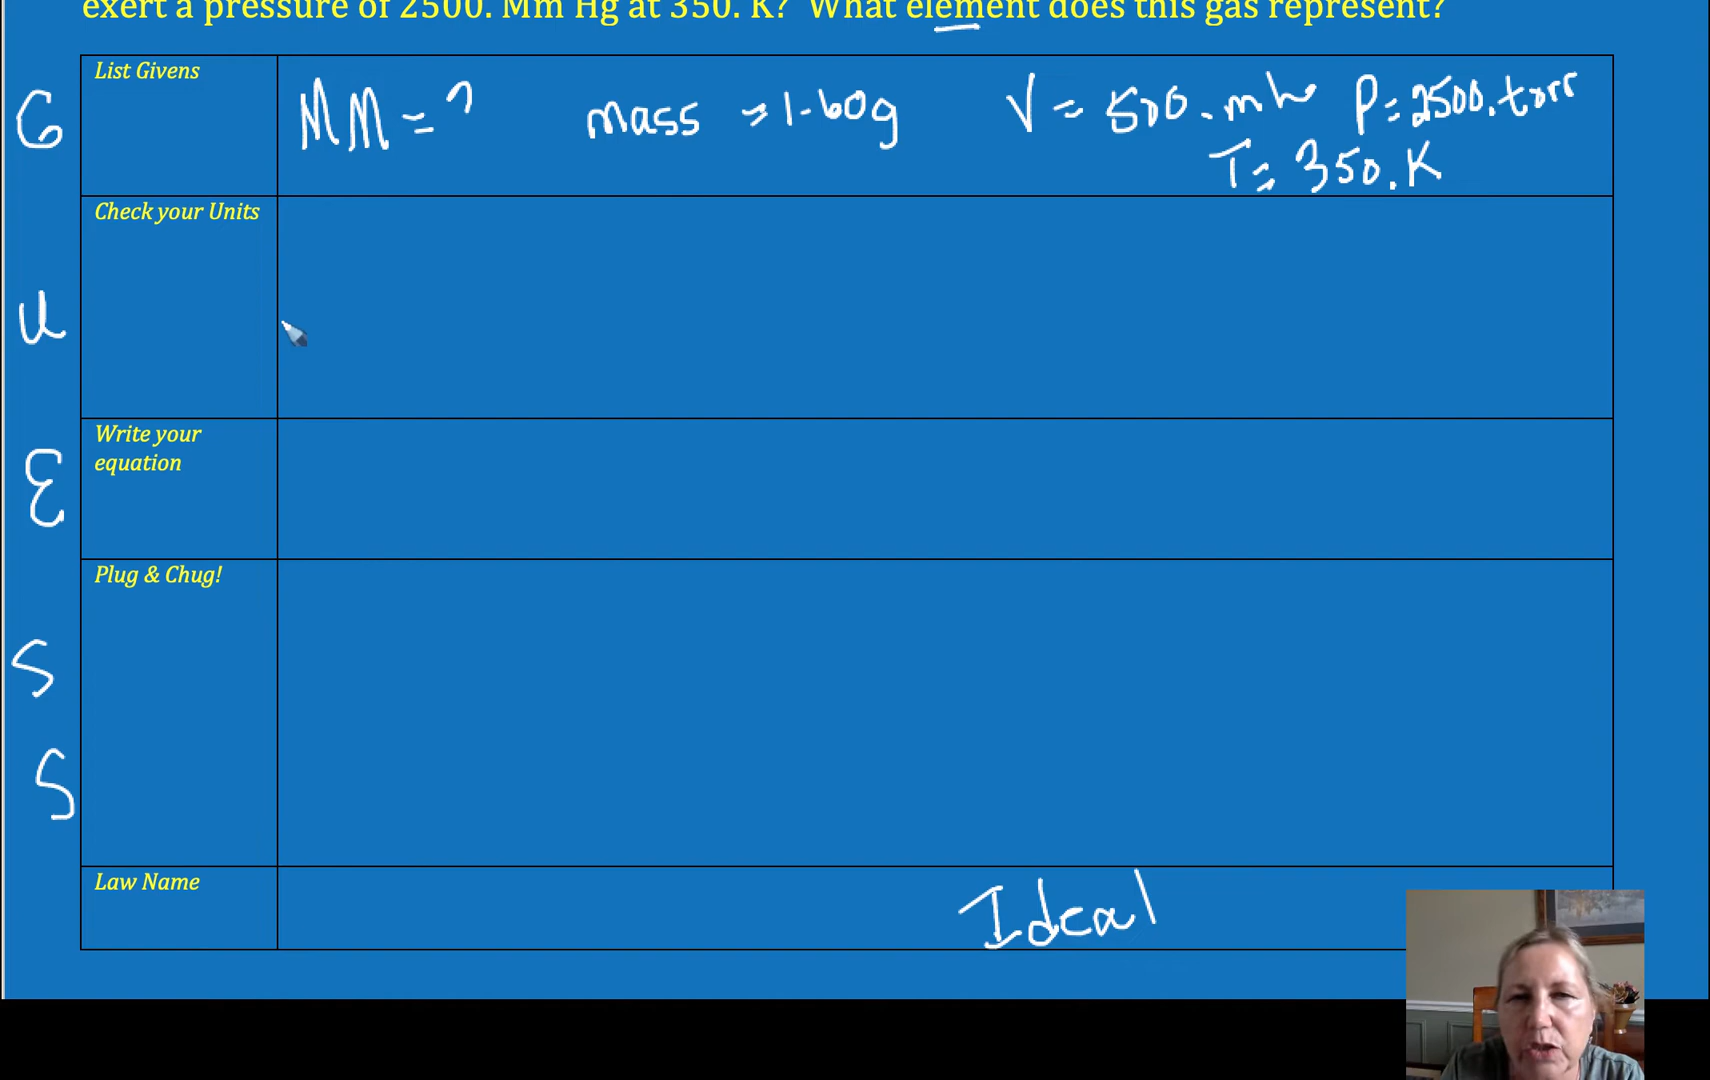 exert a pressure of 2500. Mm Hg at 350. K? What element does this gas represent?
G
List Givens
MM = ? mass = 1.60g V = 500. mL P = 2500. torr
T = 350. K
Check your Units
U
Write your
equation
E
Plug & Chug!
S
S
Law Name
Ideal